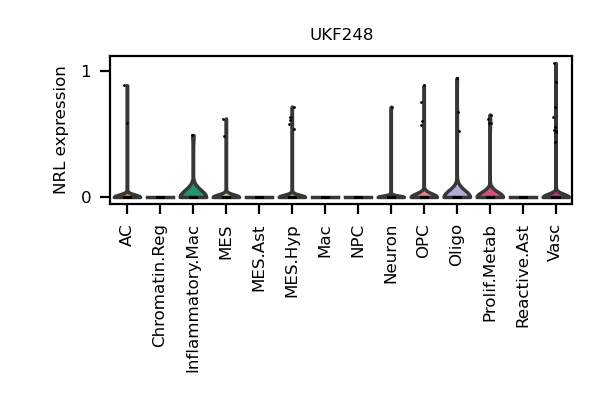 UKF248
NRL expression
1
0
AC
Chromatin.Reg
Inflammatory.Mac
MES
MES.Ast
MES.Hyp
Mac
NPC
Neuron
OPC
Oligo
Prolif.Metab
Reactive.Ast
Vasc